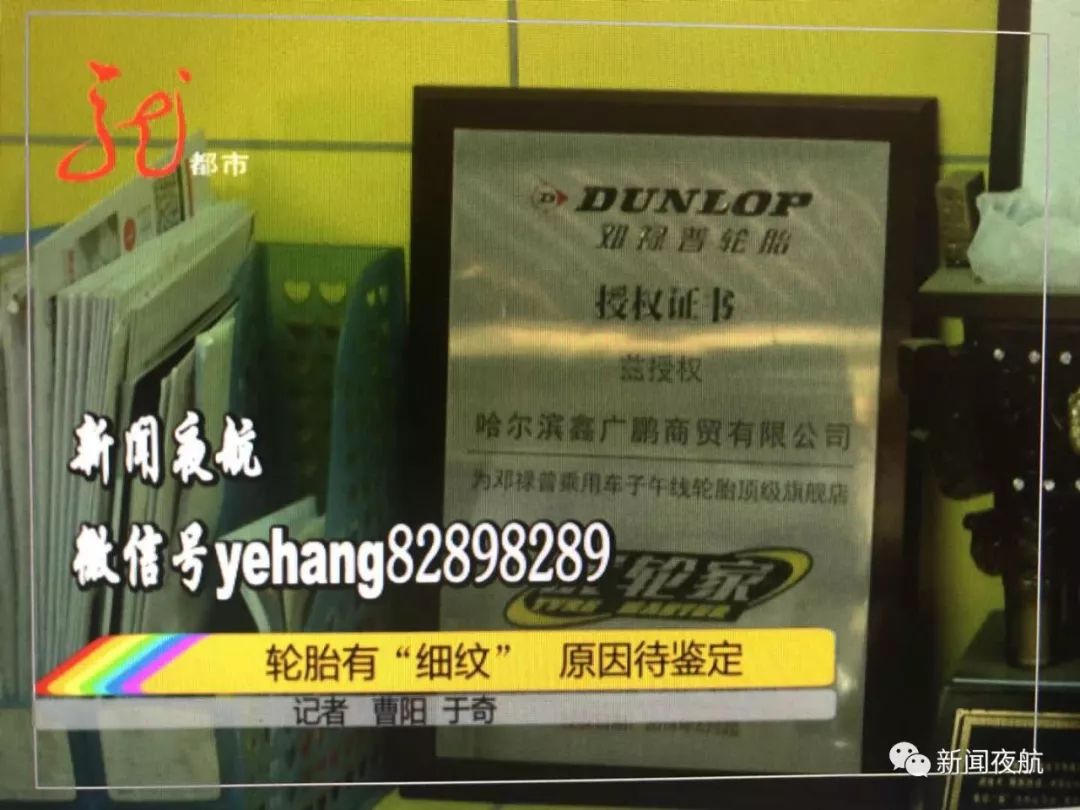 都市
DUNLOP
邓禄普轮胎
授权证书
兹授权
哈尔滨鑫广鹏商贸有限公司
为邓禄普乘用车子午线轮胎顶级旗舰店
新闻夜航
微信号yehang82898289
轮家
轮胎有“细纹” 原因待鉴定
记者 曹阳 于奇
新闻夜航